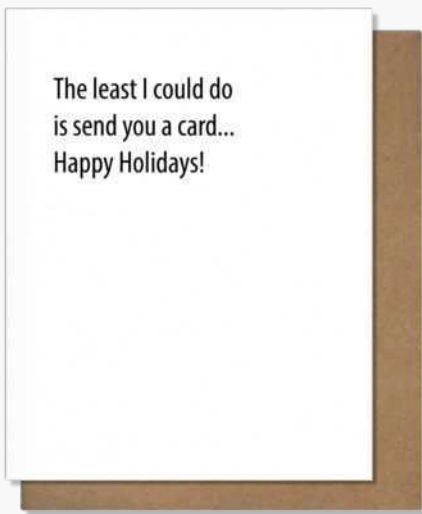 The least I could do
is send you a card...
Happy Holidays!